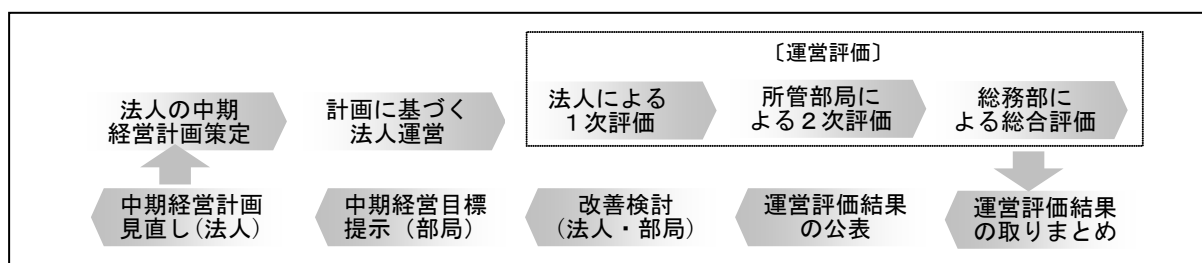 〔運営評価〕
法人の中期
経営計画策定
計画に基づく
法人運営
法人による
１次評価
所管部局に
よる２次評価
総務部によ
る総合評価
運営評価結果
の取りまとめ
運営評価結果
の公表
改善検討
(法人・部局)
中期経営目標
提示（部局）
中期経営計画
見直し(法人)